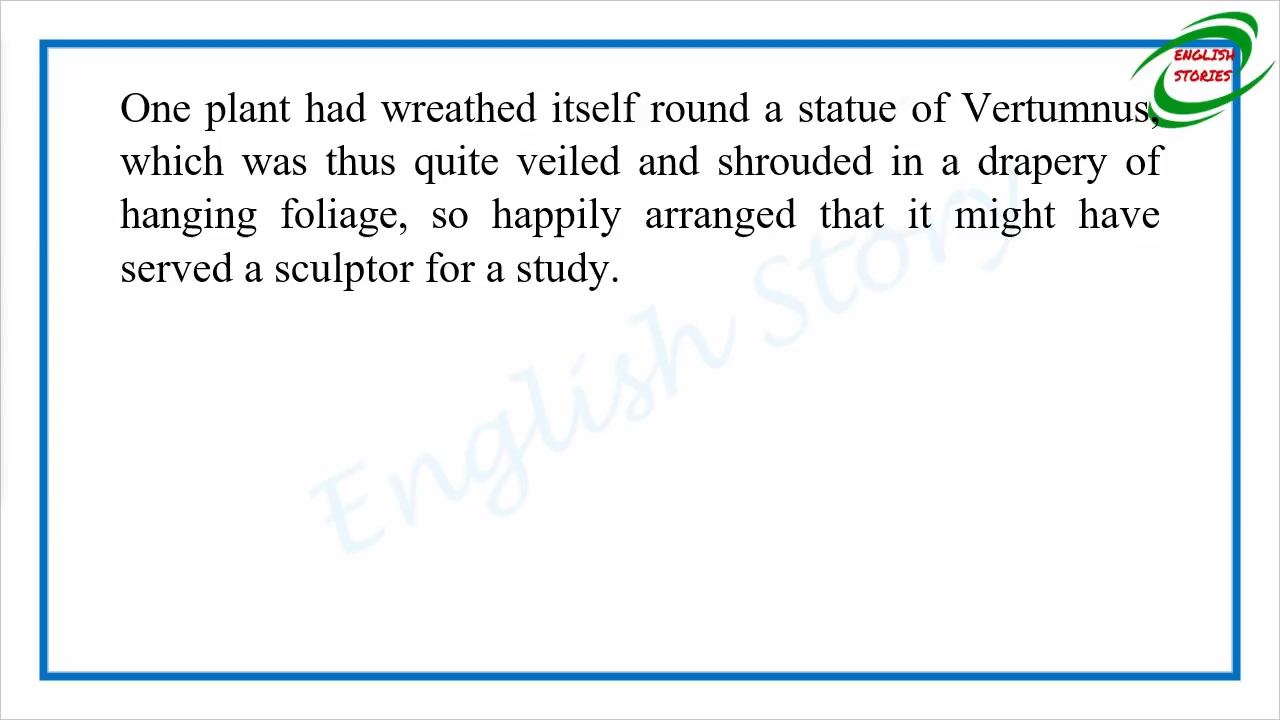 ENGLISH
STORIES
One plant had wreathed itself round a statue of Vertumnus,
which was thus quite veiled and shrouded in a drapery of
hanging foliage, so happily arranged that it might have
served a sculptor for a study.
English Story